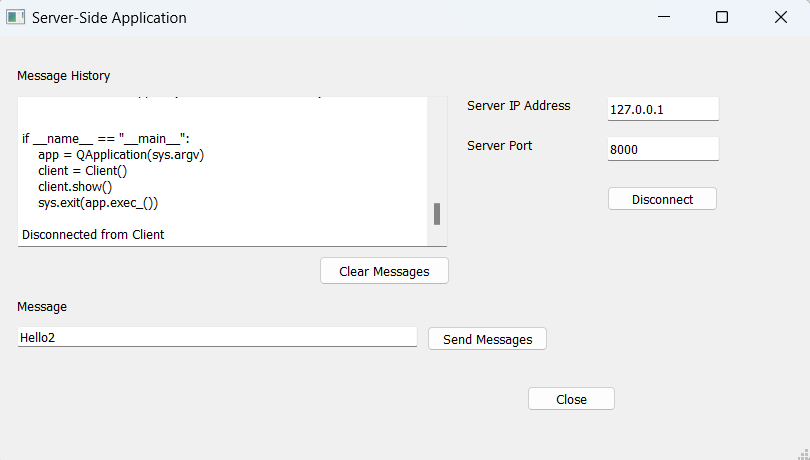 Server-Side Application
Message History
if __name__ == "__main__":
app = QApplication(sys.argv)
client = Client()
client.show()
sys.exit(app.exec_())
Disconnected from Client
Server IP Address
127.0.0.1
Server Port
8000
Disconnect
Clear Messages
Message
Hello2
Send Messages
Close